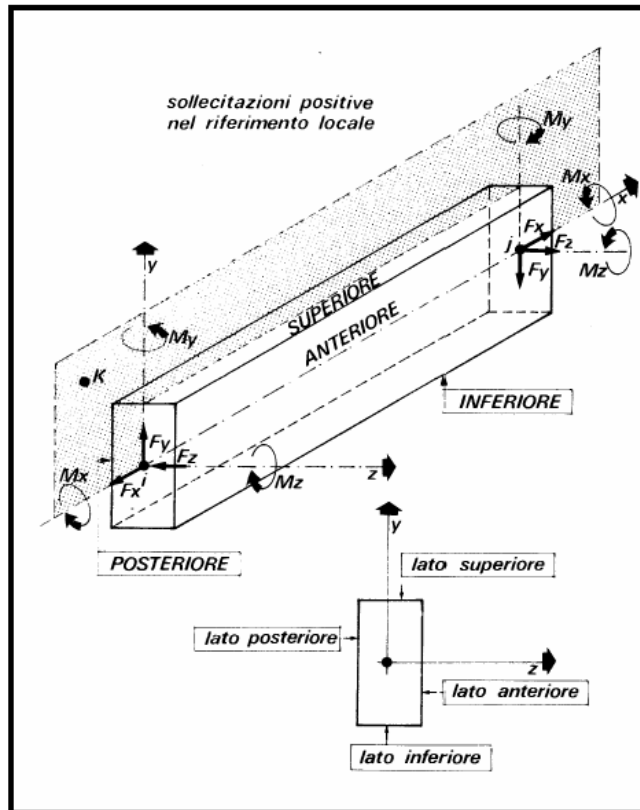 sollecitazioni positive
nel riferimento locale
My
Mx
x
Fx
j
Fz
Fy
Mz
y
SUPERIORE
My
ANTERIORE
K
INFERIORE
Fy
Fz
Mx
Fx
i
Mz
z
POSTERIORE
y
lato superiore
lato posteriore
z
lato anteriore
lato inferiore